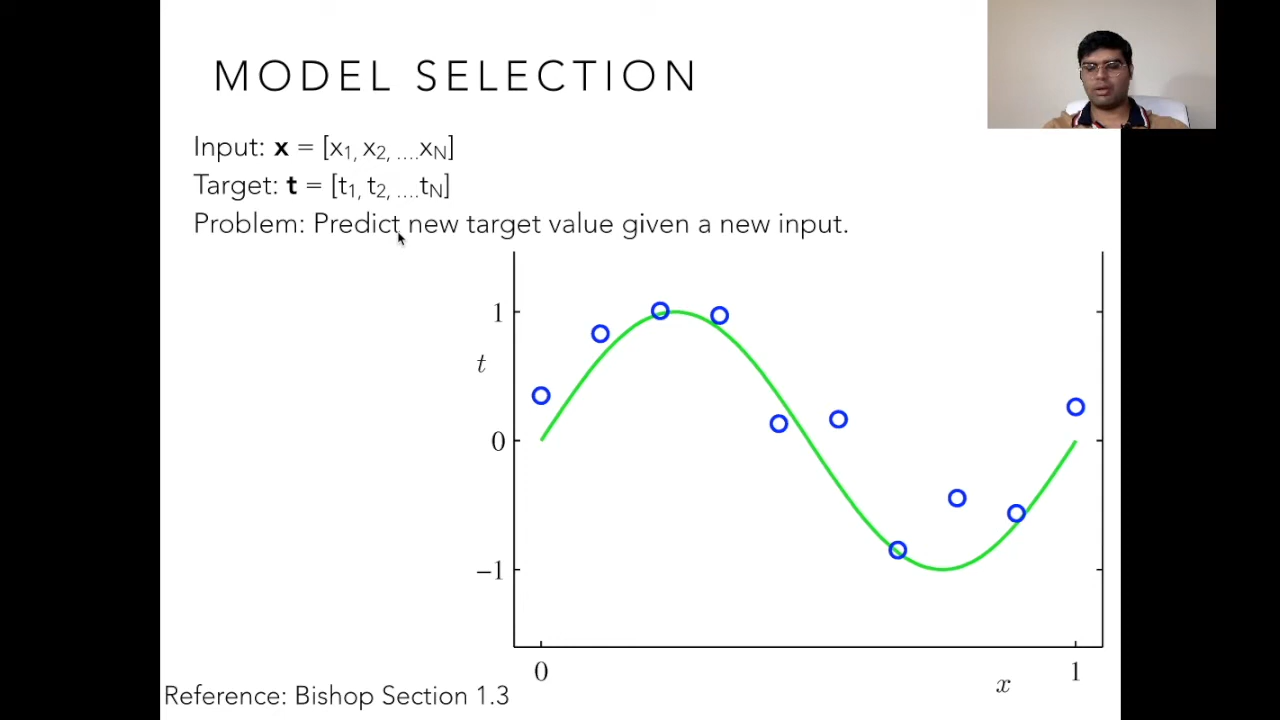 MODEL SELECTION
Input: x = [x1, x2, ....xN]
Target: t = [t1, t2, ....tN]
Problem: Predict new target value given a new input.
1
t
0
−1
0
1
x
Reference: Bishop Section 1.3